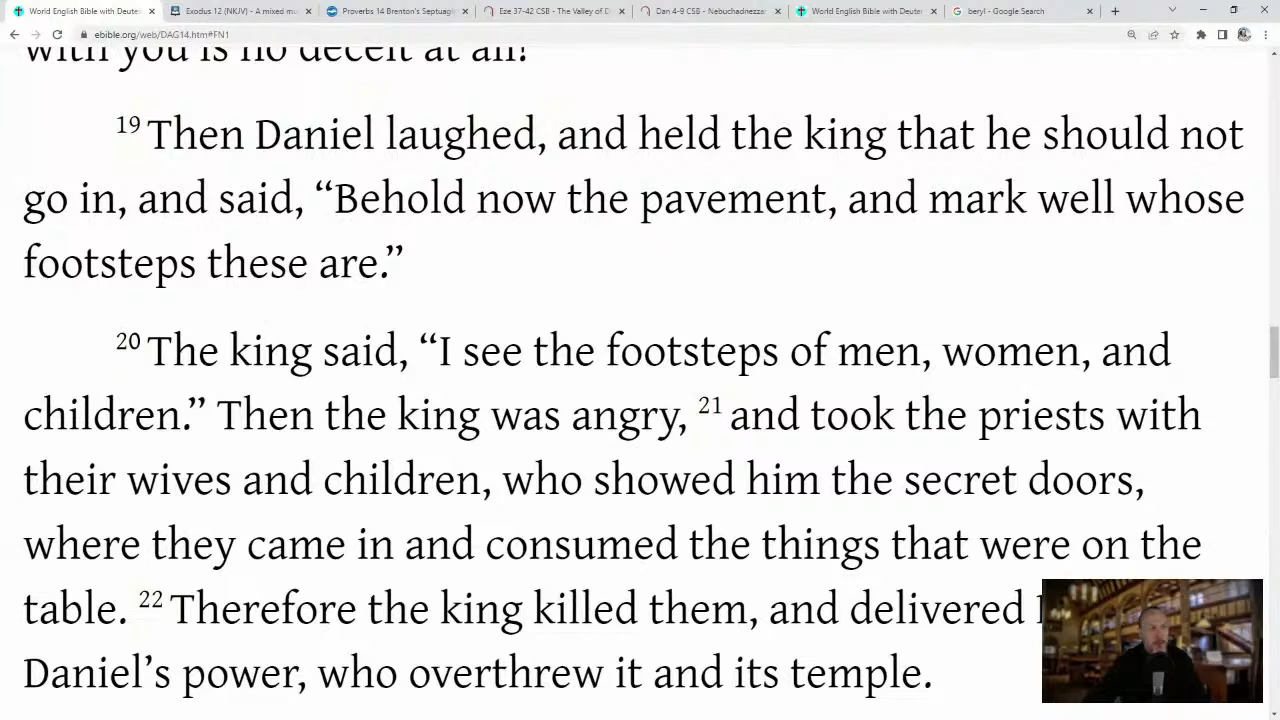 World English Bible with Deuter
Exodus 12 (NKJV) - A mixed mu
Proverbs 14 Brenton's Septuagin
Eze 37-42 CSB - The Valley of D
Dan 4-9 CSB - Nebuchadnezza
World English Bible with Deuter
beryl - Google Search
ebible.org/web/DAG14.htm#FN1
with you is no deceit at all!
19 Then Daniel laughed, and held the king that he should not
go in, and said, “Behold now the pavement, and mark well whose
footsteps these are.”
20 The king said, “I see the footsteps of men, women, and
children.” Then the king was angry, 21 and took the priests with
their wives and children, who showed him the secret doors,
where they came in and consumed the things that were on the
table. 22 Therefore the king killed them, and delivered
Daniel’s power, who overthrew it and its temple.